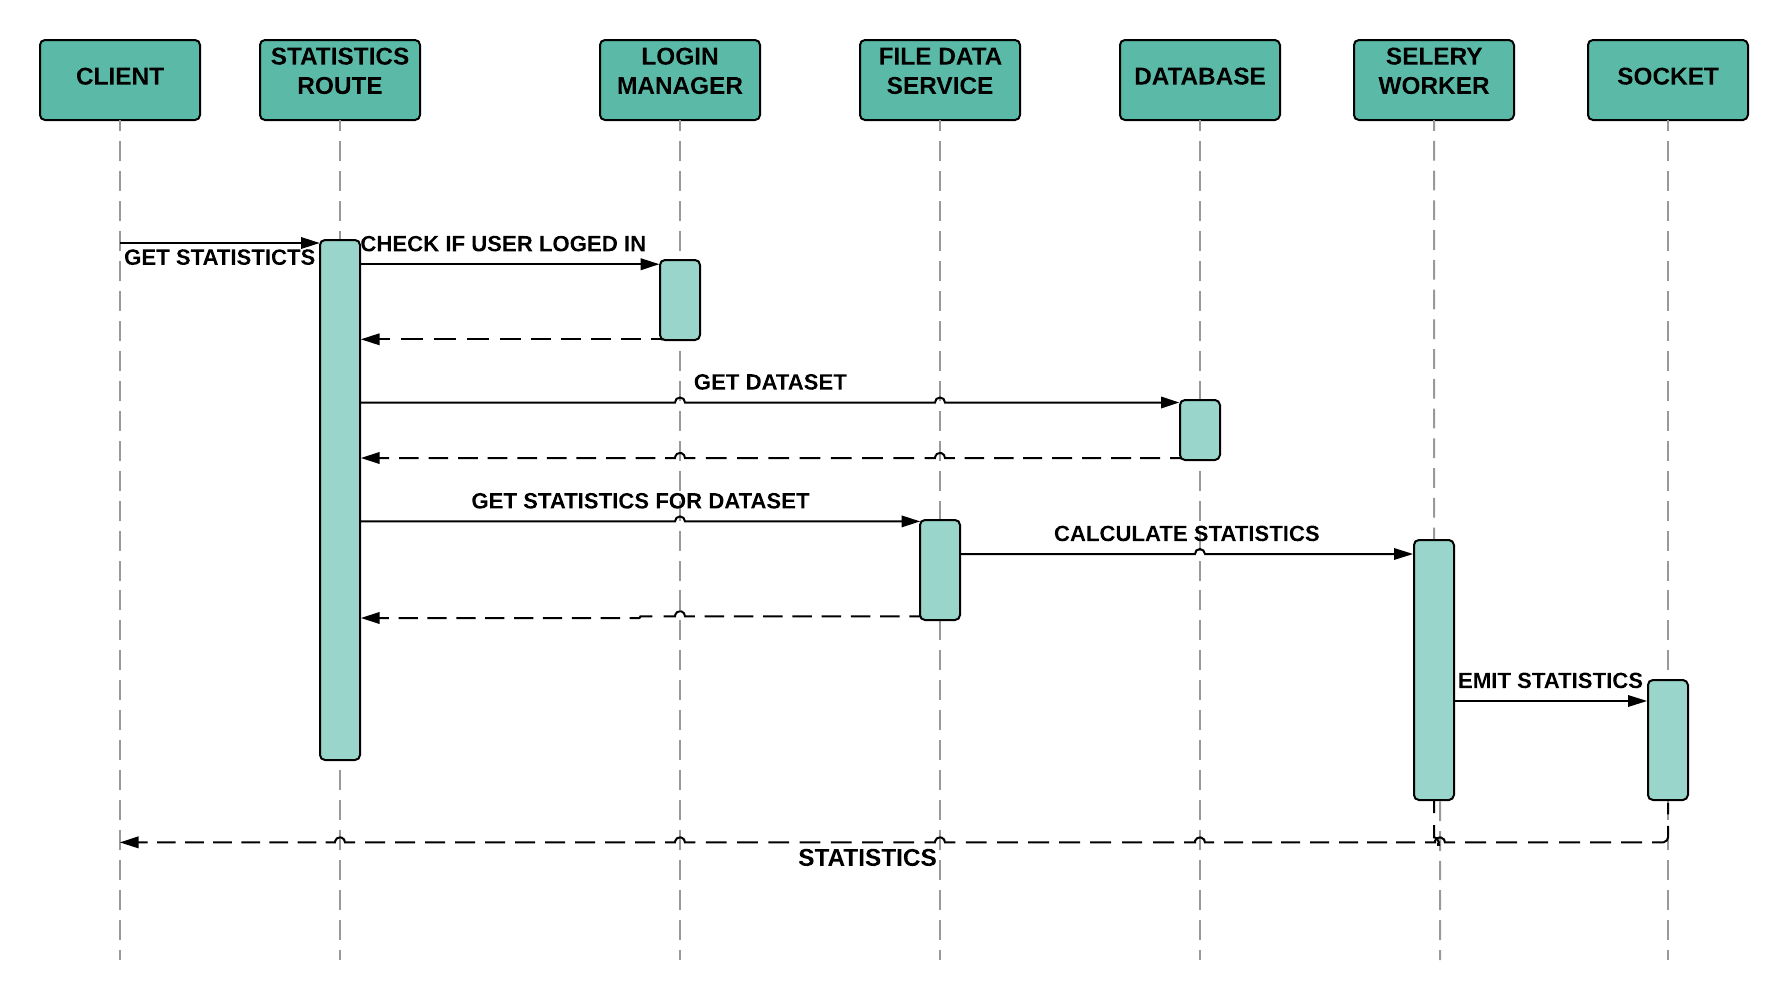 CLIENT
STATISTICS
ROUTE
LOGIN
MANAGER
FILE DATA
SERVICE
DATABASE
SELERY
WORKER
SOCKET
GET STATISTICTS
CHECK IF USER LOGED IN
GET DATASET
GET STATISTICS FOR DATASET
CALCULATE STATISTICS
EMIT STATISTICS
STATISTICS